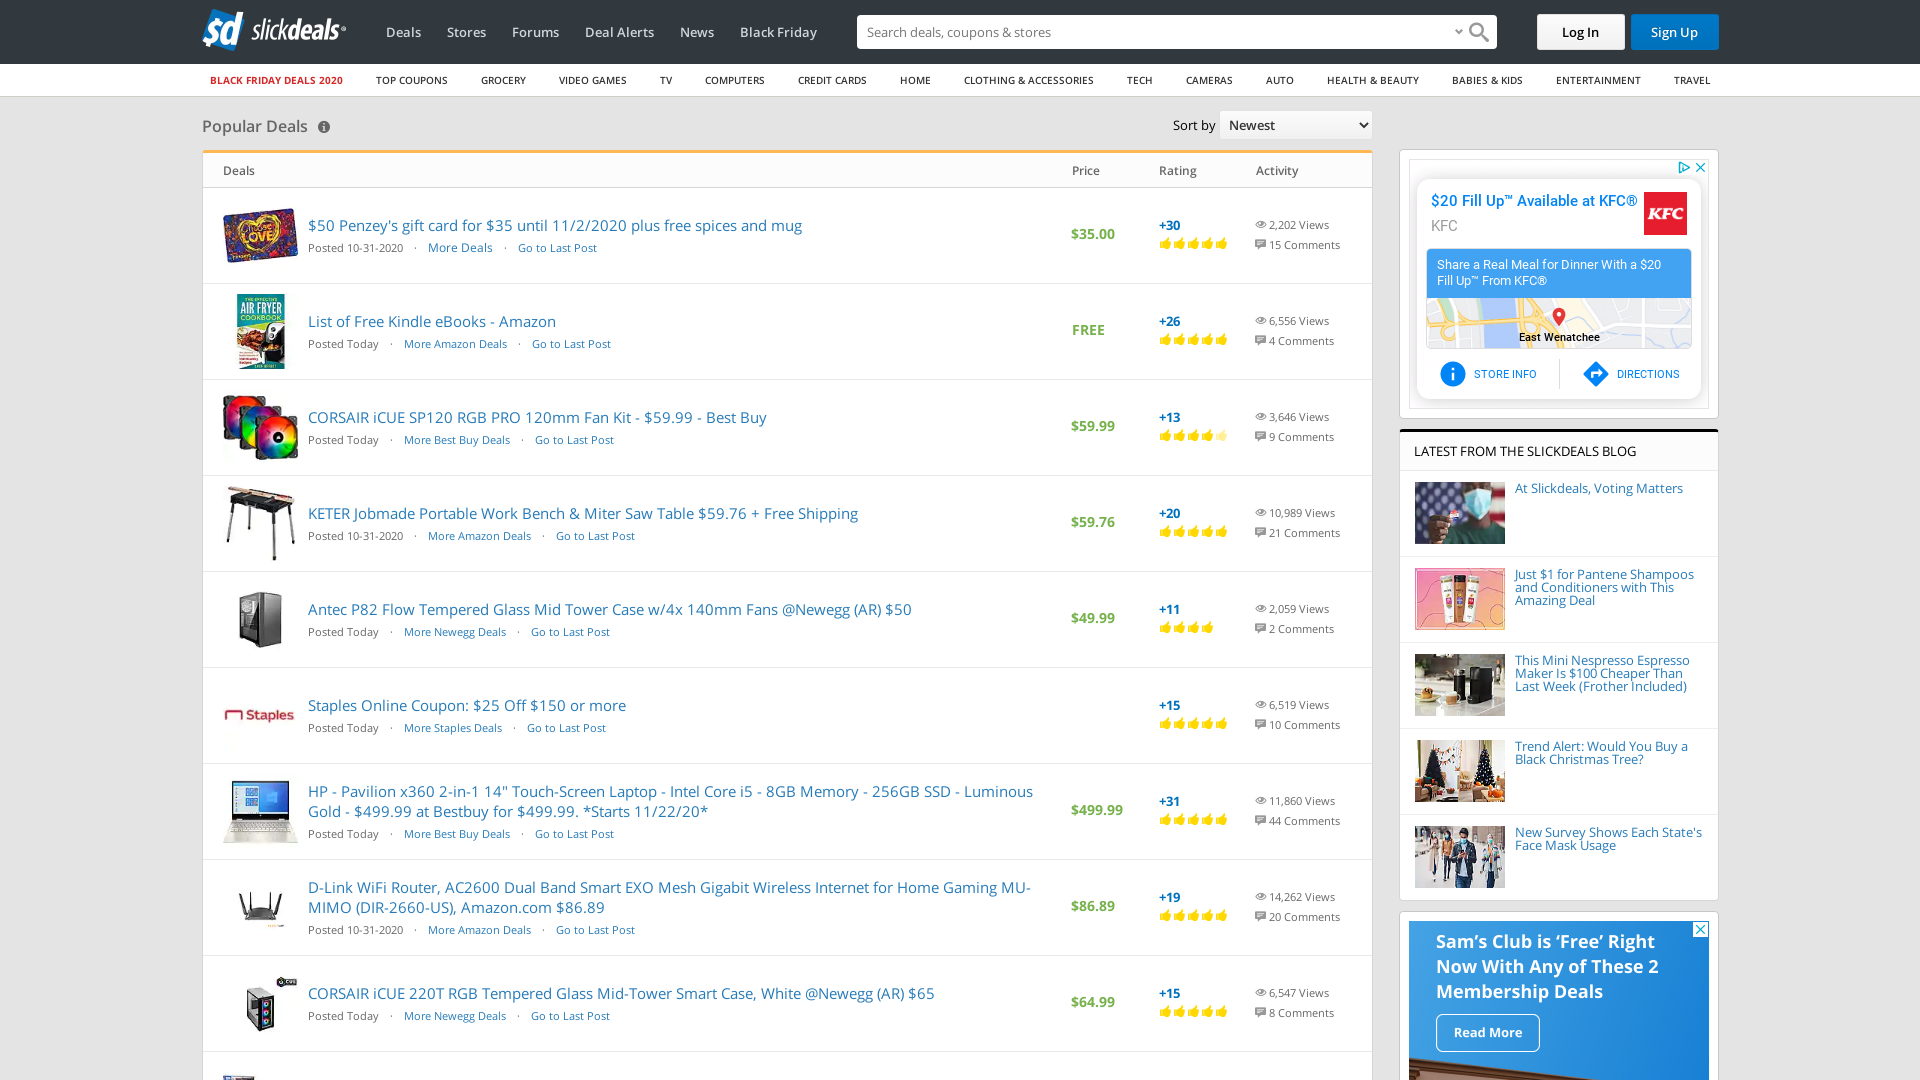 slickdeals
Deals
Stores
Forums
Deal Alerts
News
Black Friday
Search deals, coupons & stores
Log In
Sign Up
BLACK FRIDAY DEALS 2020
TOP COUPONS
GROCERY
VIDEO GAMES
TV
COMPUTERS
CREDIT CARDS
HOME
CLOTHING & ACCESSORIES
TECH
CAMERAS
AUTO
HEALTH & BEAUTY
BABIES & KIDS
ENTERTAINMENT
TRAVEL
Popular Deals
Sort by Newest
Deals Price Rating Activity
$50 Penzey's gift card for $35 until 11/2/2020 plus free spices and mug
Posted 10-31-2020 · More Deals · Go to Last Post
$35.00
+30
2,202 Views
15 Comments
AIR FRYER
COOKBOOK
List of Free Kindle eBooks - Amazon
Posted Today · More Amazon Deals · Go to Last Post
FREE
+26
6,556 Views
4 Comments
CORSAIR iCUE SP120 RGB PRO 120mm Fan Kit - $59.99 - Best Buy
Posted Today · More Best Buy Deals · Go to Last Post
$59.99
+13
3,646 Views
9 Comments
KETER Jobmade Portable Work Bench & Miter Saw Table $59.76 + Free Shipping
Posted 10-31-2020 · More Amazon Deals · Go to Last Post
$59.76
+20
10,989 Views
21 Comments
Antec P82 Flow Tempered Glass Mid Tower Case w/4x 140mm Fans @Newegg (AR) $50
Posted Today · More Newegg Deals · Go to Last Post
$49.99
+11
2,059 Views
2 Comments
Staples
Staples Online Coupon: $25 Off $150 or more
Posted Today · More Staples Deals · Go to Last Post
+15
6,519 Views
10 Comments
HP - Pavilion x360 2-in-1 14" Touch-Screen Laptop - Intel Core i5 - 8GB Memory - 256GB SSD - Luminous
Gold - $499.99 at Bestbuy for $499.99. *Starts 11/22/20*
Posted Today · More Best Buy Deals · Go to Last Post
$499.99
+31
11,860 Views
44 Comments
D-Link WiFi Router, AC2600 Dual Band Smart EXO Mesh Gigabit Wireless Internet for Home Gaming MU-
MIMO (DIR-2660-US), Amazon.com $86.89
Posted 10-31-2020 · More Amazon Deals · Go to Last Post
$86.89
+19
14,262 Views
20 Comments
CORSAIR iCUE 220T RGB Tempered Glass Mid-Tower Smart Case, White @Newegg (AR) $65
Posted Today · More Newegg Deals · Go to Last Post
$64.99
+15
6,547 Views
8 Comments
$20 Fill Up™ Available at KFC®
KFC
KFC
Share a Real Meal for Dinner With a $20
Fill Up™ From KFC®
East Wenatchee
STORE INFO
DIRECTIONS
LATEST FROM THE SLICKDEALS BLOG
At Slickdeals, Voting Matters
Just $1 for Pantene Shampoos
and Conditioners with This
Amazing Deal
This Mini Nespresso Espresso
Maker Is $100 Cheaper Than
Last Week (Frother Included)
Trend Alert: Would You Buy a
Black Christmas Tree?
New Survey Shows Each State's
Face Mask Usage
Sam's Club is ‘Free’ Right
Now With Any of These 2
Membership Deals
Read More